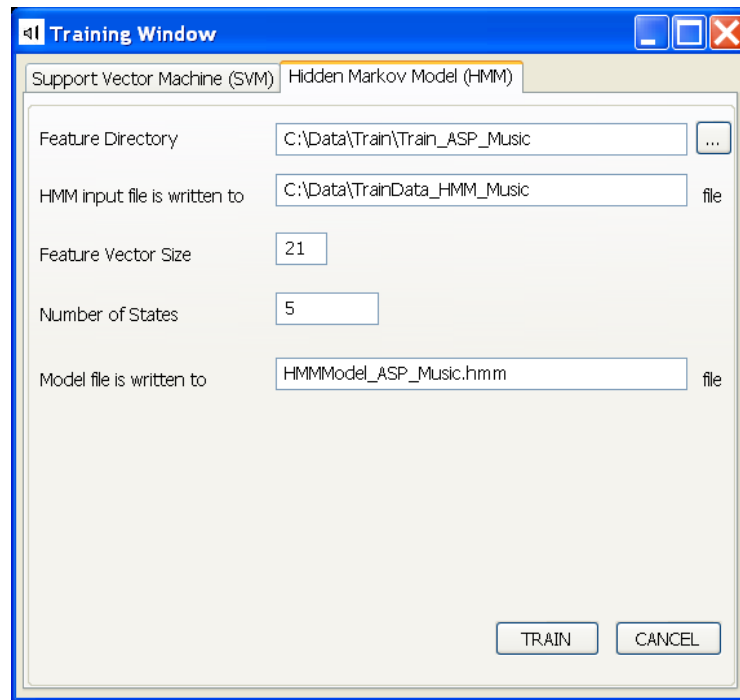 Training Window
Support Vector Machine (SVM) Hidden Markov Model (HMM)
Feature Directory C:\Data\Train\Train_ASP_Music ...
HMM input file is written to C:\Data\TrainData_HMM_Music file
Feature Vector Size 21
Number of States 5
Model file is written to HMMModel_ASP_Music.hmm file
TRAIN CANCEL